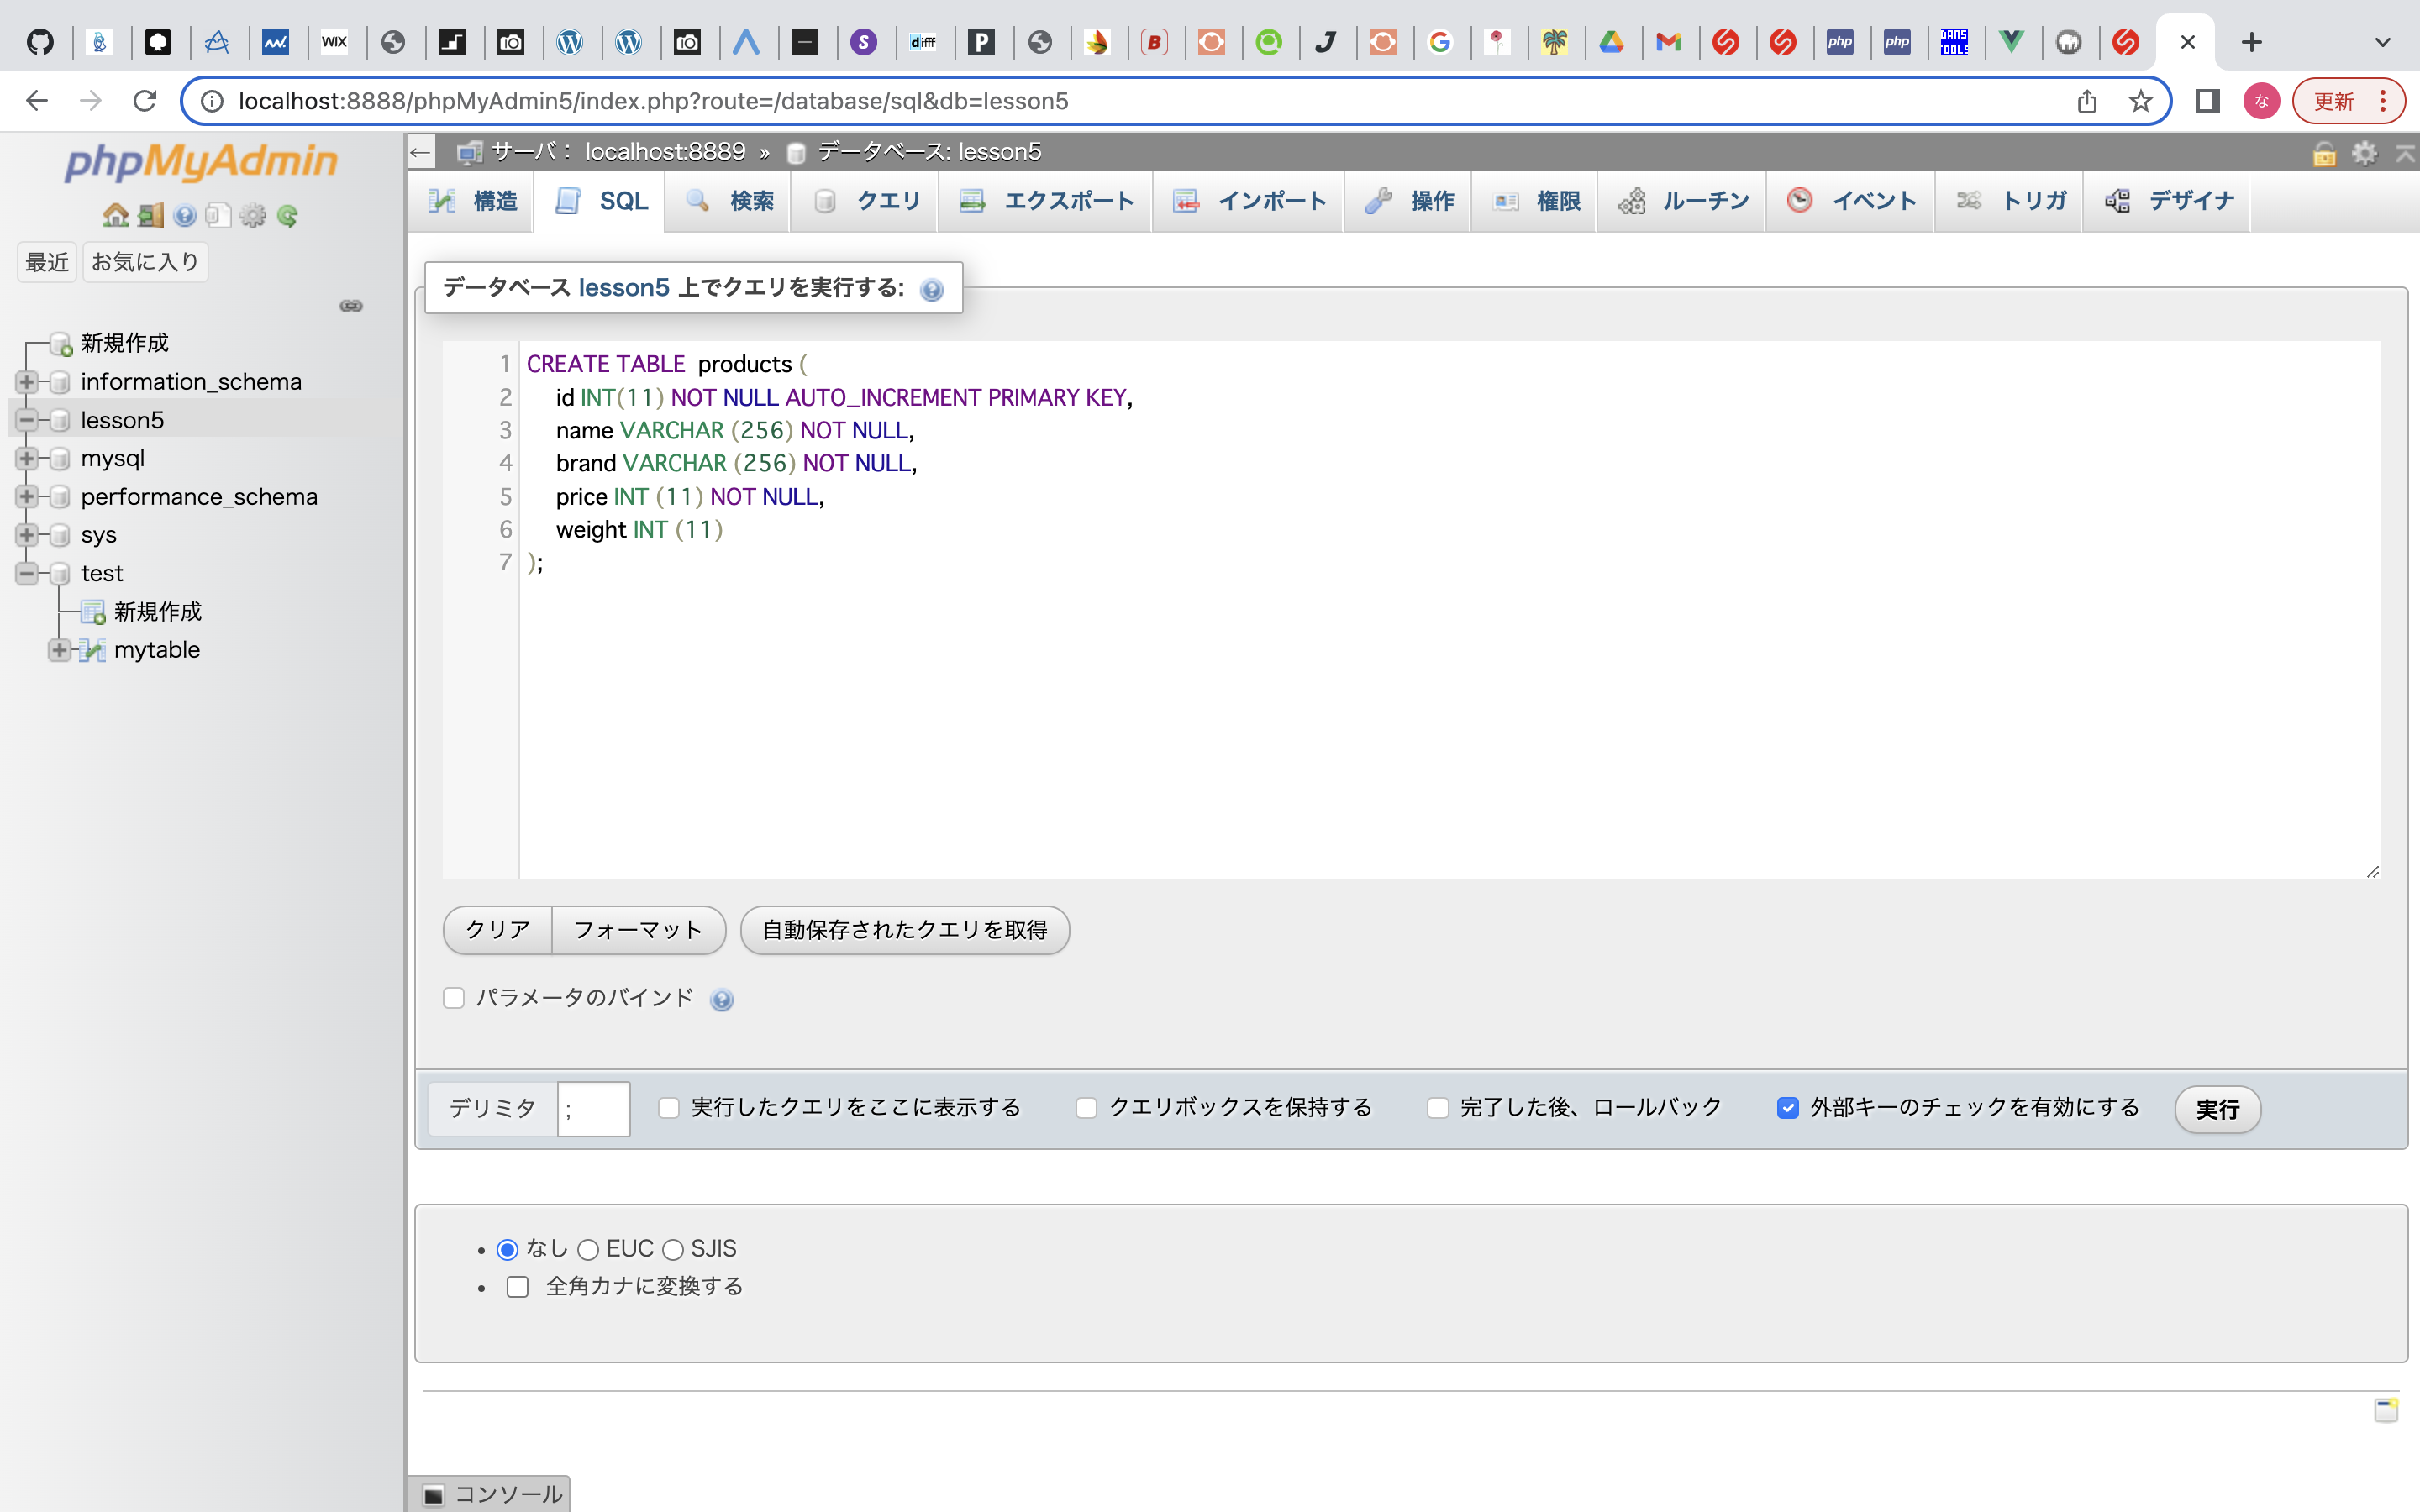 WIX
S
diff
P
B
J
G
php
php
DANS TOOLS
localhost:8888/phpMyAdmin5/index.php?route=/database/sql&db=lesson5
な
更新
phpMyAdmin
最近
お気に入り
新規作成
information_schema
lesson5
mysql
performance_schema
sys
test
新規作成
mytable
サーバ： localhost:8889 » データベース: lesson5
構造
SQL
検索
クエリ
エクスポート
インポート
操作
権限
ルーチン
イベント
トリガ
デザイナ
データベース lesson5 上でクエリを実行する:
1 CREATE TABLE  products (
2 id INT(11) NOT NULL AUTO_INCREMENT PRIMARY KEY,
3 name VARCHAR (256) NOT NULL,
4 brand VARCHAR (256) NOT NULL,
5 price INT (11) NOT NULL,
6 weight INT (11)
7 );
クリア
フォーマット
自動保存されたクエリを取得
パラメータのバインド
デリミタ ;
実行したクエリをここに表示する
クエリボックスを保持する
完了した後、ロールバック
外部キーのチェックを有効にする
実行
• なし EUC SJIS
• 全角カナに変換する
コンソール